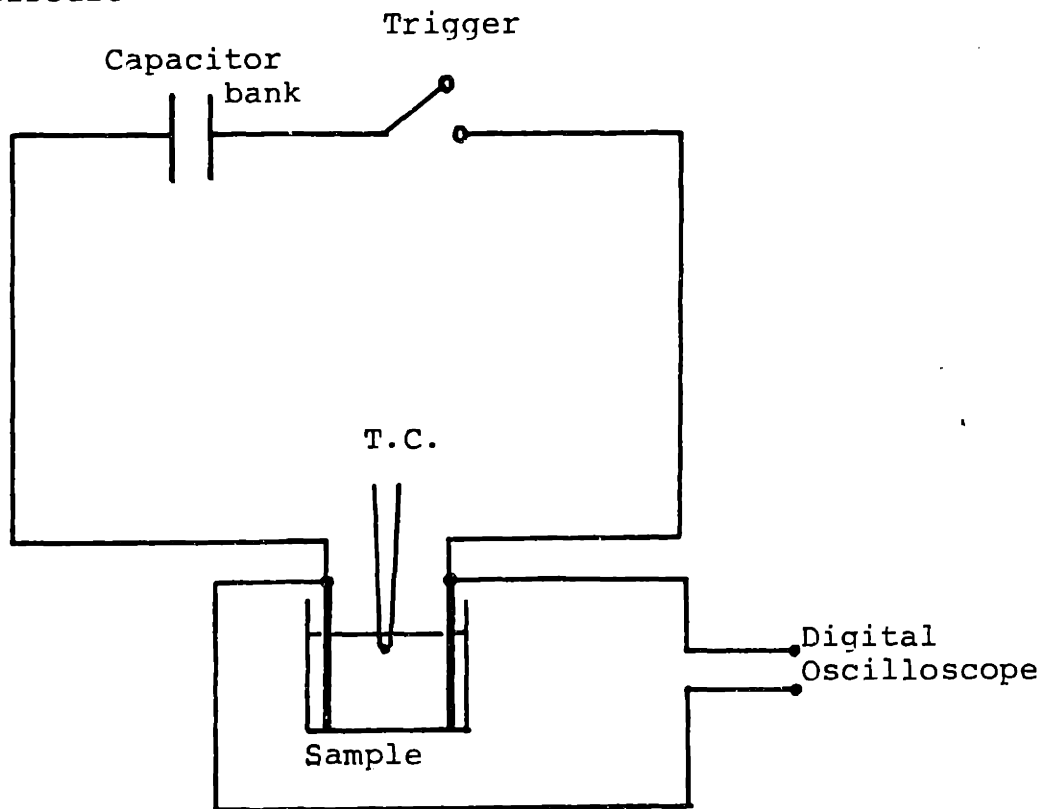 Trigger
Capacitor
bank
T.C.
Digital
Oscilloscope
Sample